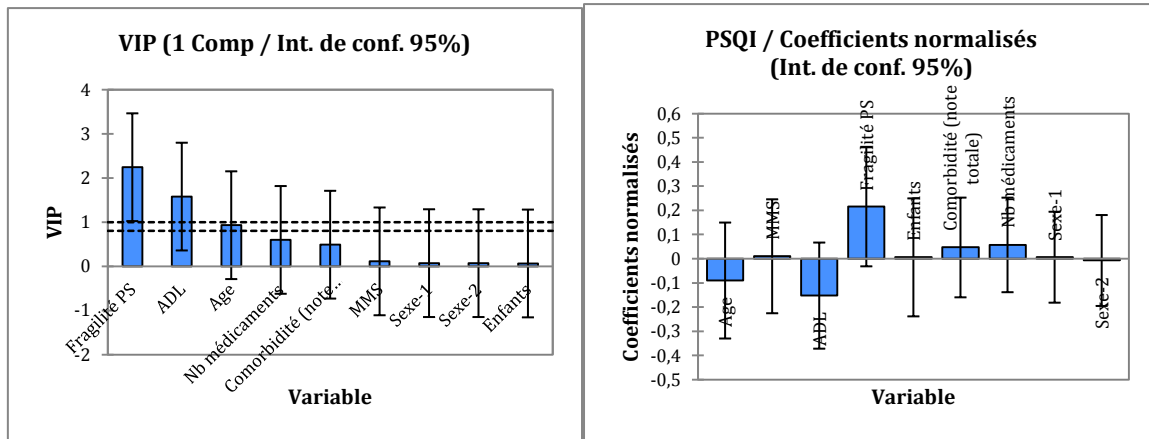 VIP (1 Comp / Int. de conf. 95%)
4
3
2
1
0
-1
-2
VIP
Fragilité PS
ADL
Age
Nb médicaments
Comorbidité (note…
MMS
Sexe-1
Sexe-2
Enfants
Variable
PSQI / Coefficients normalisés
(Int. de conf. 95%)
0,6
0,5
0,4
0,3
0,2
0,1
0
-0,1
-0,2
-0,3
-0,4
-0,5
Coefficients normalisés
Age
MMS
ADL
Fragilité PS
Enfants
Comorbidité (note
totale)
Nb médicaments
Sexe-1
Sexe-2
Variable